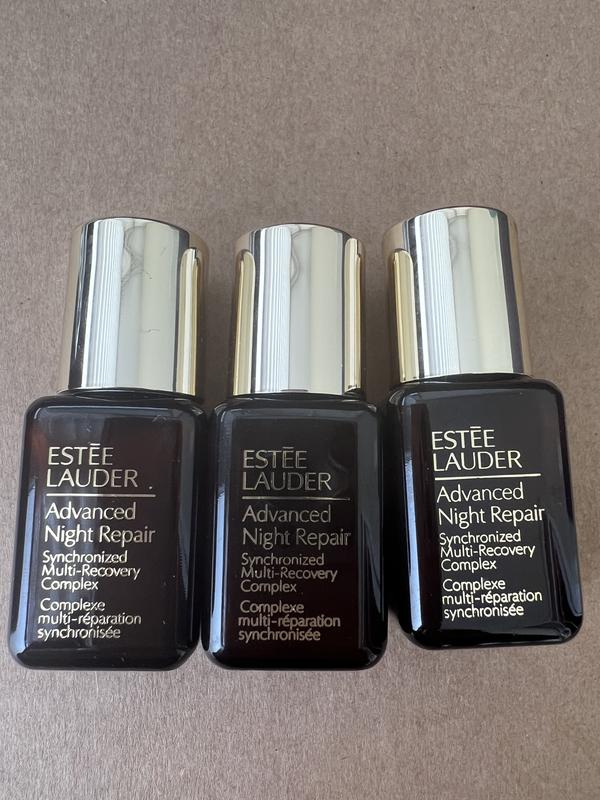 ESTĒE
LAUDER
Advanced
Night Repair
Synchronized
Multi-Recovery
Complex
Complexe
multi-réparation
synchronisée
ESTĒE
LAUDER
Advanced
Night Repair
Synchronized
Multi-Recovery
Complex
Complexe
multi-réparation
synchronisée
ESTĒE
LAUDER
Advanced
Night Repair
Synchronized
Multi-Recovery
Complex
Complexe
multi-réparation
synchronisée